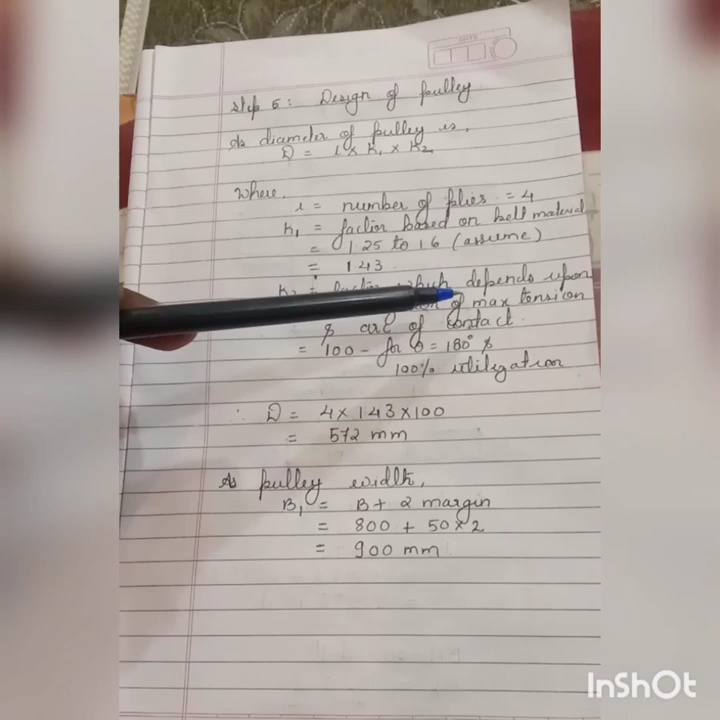 Step 5: Design of pulley
As diameter of pulley is,
D = i x K1 x K2
Where,
i = number of plies = 4
K1 = factor based on belt material
= 1.25 to 1.6 (assume)
= 1.43
K2 = factor which depends upon
of max tension
& arc of contact
= 100 - for θ = 180° &
100% utilization
∴ D = 4 x 143 x 100
= 572 mm
As pulley width,
B1 = B + 2 margin
= 800 + 50 x 2
= 900 mm
InShOt